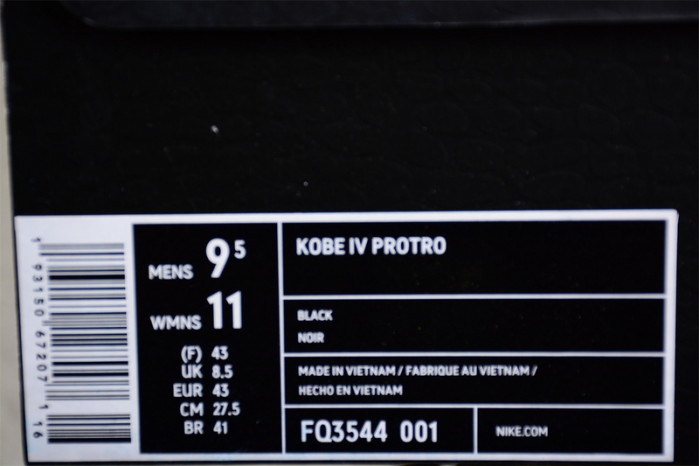 KOBE IV PROTRO
MENS 9 5
WMNS 11
(F) 43
UK 8.5
EUR 43
CM 27.5
BR 41
BLACK
NOIR
MADE IN VIETNAM / FABRIQUE AU VIETNAM /
HECHO EN VIETNAM
FQ3544 001
NIKE.COM
1 93150 67207 1 16